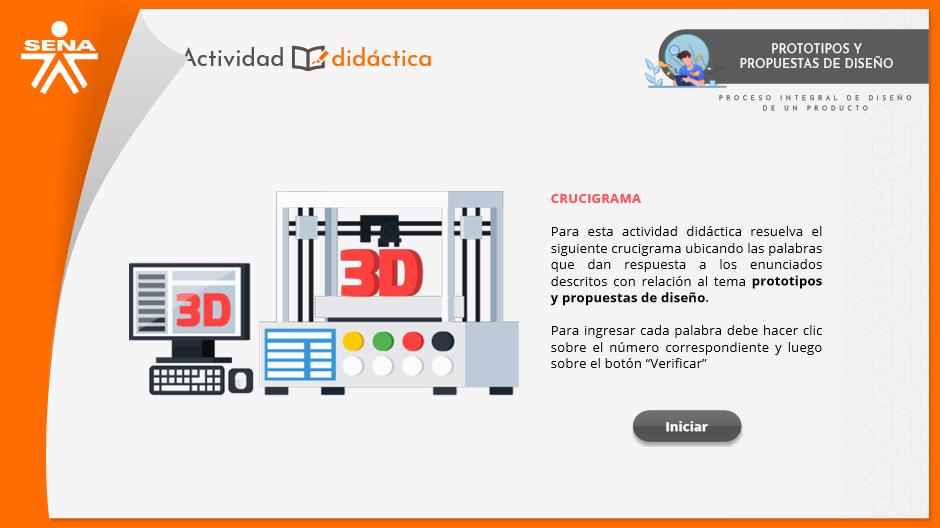 SENA
Actividad didáctica
PROTOTIPOS Y
PROPUESTAS DE DISEÑO
PROCESO INTEGRAL DE DISEÑO
DE UN PRODUCTO
3D
3D
CRUCIGRAMA
Para esta actividad didáctica resuelva el
siguiente crucigrama ubicando las palabras
que dan respuesta a los enunciados
descritos con relación al tema prototipos
y propuestas de diseño.
Para ingresar cada palabra debe hacer clic
sobre el número correspondiente y luego
sobre el botón “Verificar”
Iniciar